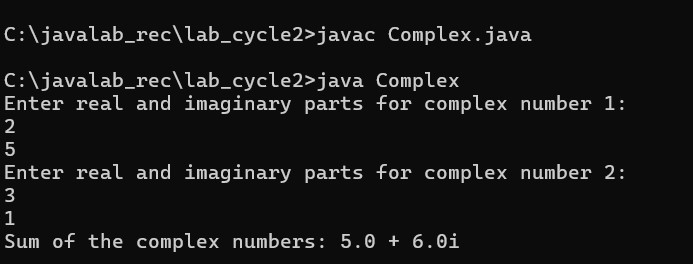 C:\javalab_rec\lab_cycle2>javac Complex.java
C:\javalab_rec\lab_cycle2>java Complex
Enter real and imaginary parts for complex number 1:
2
5
Enter real and imaginary parts for complex number 2:
3
1
Sum of the complex numbers: 5.0 + 6.0i